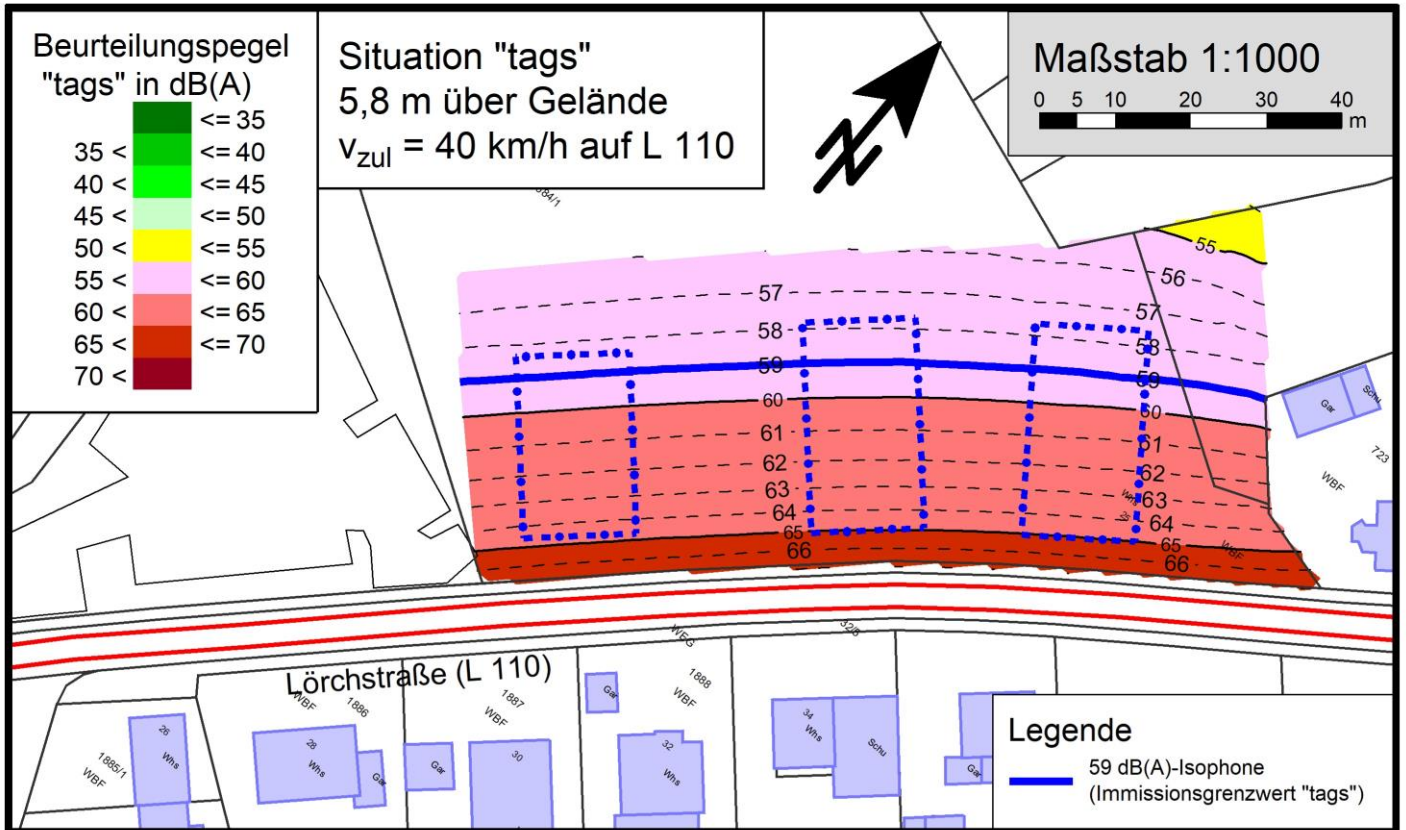 Beurteilungspegel
"tags" in dB(A)
<= 35
35 < <= 40
40 < <= 45
45 < <= 50
50 < <= 55
55 < <= 60
60 < <= 65
65 < <= 70
70 <
Situation "tags"
5,8 m über Gelände
vzul = 40 km/h auf L 110
Maßstab 1:1000
0 5 10 20 30 40
m
55
56
57
57
58
58
59
59
60
60
61
61
62
62
63
63
64
64
65
65
66
66
Whs
25
WBF
Gar
Schu
723
WBF
Lörchstraße (L 110)
WEG
32/5
1885/1
WBF
26
Whs
WBF
1886
28
Whs
Gar
1887
WBF
Gar
30
Gar
1888
WBF
32
Whs
34
Whs
Schu
Gar
Legende
59 dB(A)-Isophone
(Immissionsgrenzwert "tags")